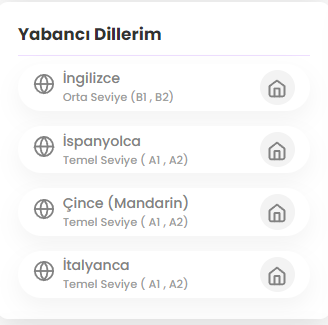 Yabancı Dillerim
İngilizce
Orta Seviye (B1 , B2)
İspanyolca
Temel Seviye ( A1 , A2)
Çince (Mandarin)
Temel Seviye ( A1 , A2)
İtalyanca
Temel Seviye ( A1 , A2)